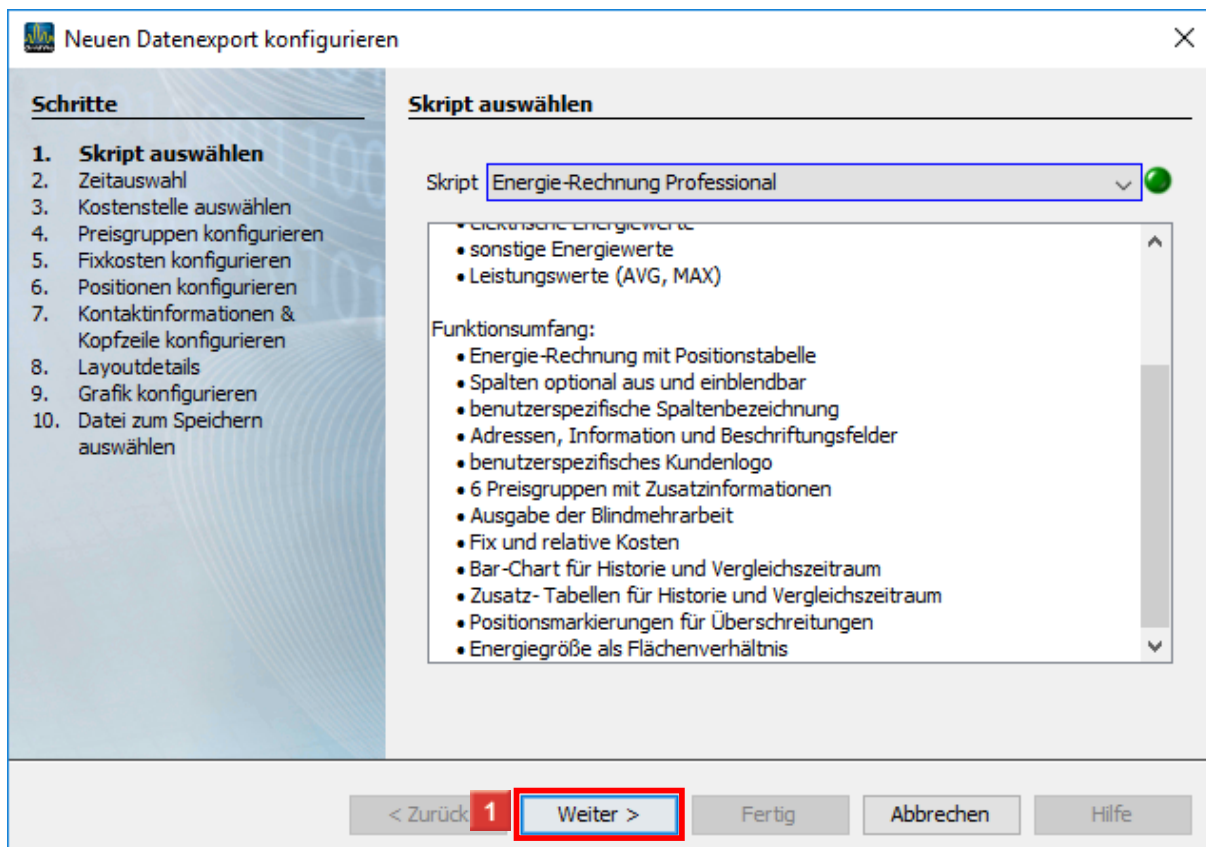 Neuen Datenexport konfigurieren
Schritte
1. Skript auswählen
2. Zeitauswahl
3. Kostenstelle auswählen
4. Preisgruppen konfigurieren
5. Fixkosten konfigurieren
6. Positionen konfigurieren
7. Kontaktinformationen &
Kopfzeile konfigurieren
8. Layoutdetails
9. Grafik konfigurieren
10. Datei zum Speichern
auswählen
Skript auswählen
Skript Energie-Rechnung Professional
• elektrische Energiewerte
• sonstige Energiewerte
• Leistungswerte (AVG, MAX)
Funktionsumfang:
• Energie-Rechnung mit Positionstabelle
• Spalten optional aus und einblendbar
• benutzerspezifische Spaltenbezeichnung
• Adressen, Information und Beschriftungsfelder
• benutzerspezifisches Kundenlogo
• 6 Preisgruppen mit Zusatzinformationen
• Ausgabe der Blindmehrarbeit
• Fix und relative Kosten
• Bar-Chart für Historie und Vergleichszeitraum
• Zusatz- Tabellen für Historie und Vergleichszeitraum
• Positionsmarkierungen für Überschreitungen
• Energiegröße als Flächenverhältnis
< Zurück 1 Weiter > Fertig Abbrechen Hilfe